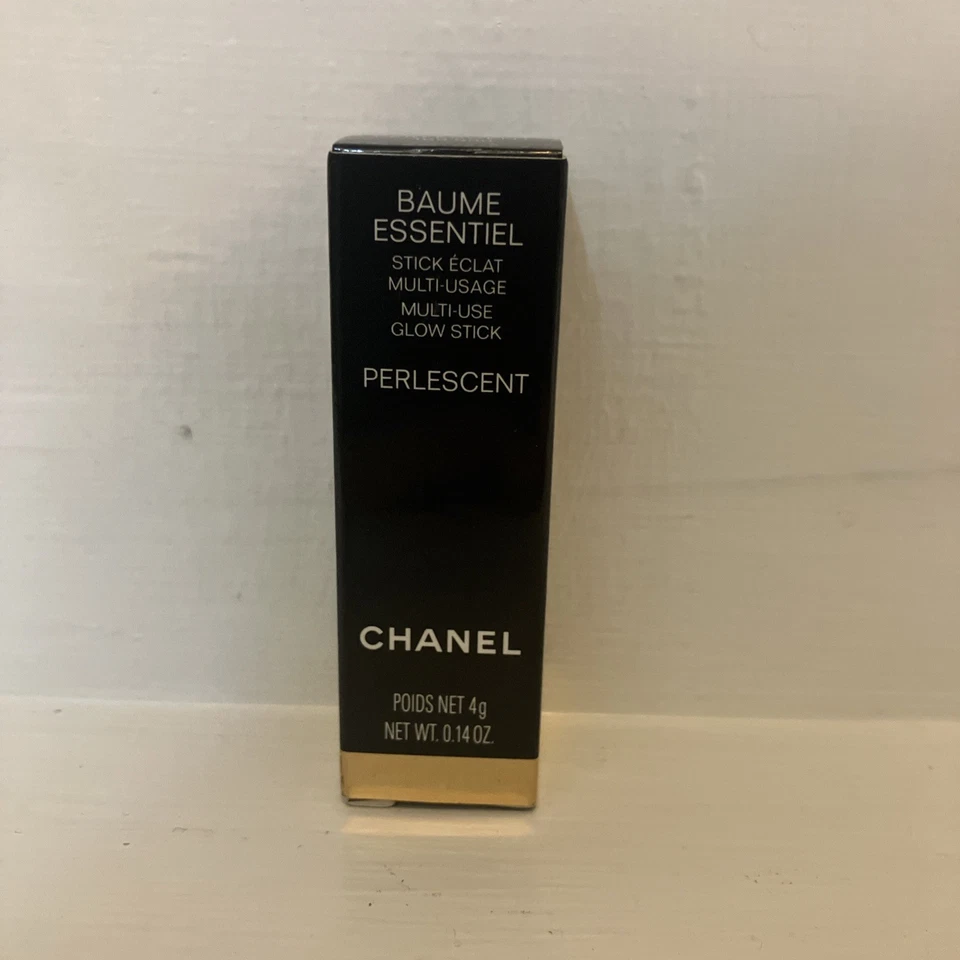 BAUME
ESSENTIEL
STICK ÉCLAT
MULTI-USAGE
MULTI-USE
GLOW STICK
PERLESCENT
CHANEL
POIDS NET 4g
NET WT. 0.14 OZ.